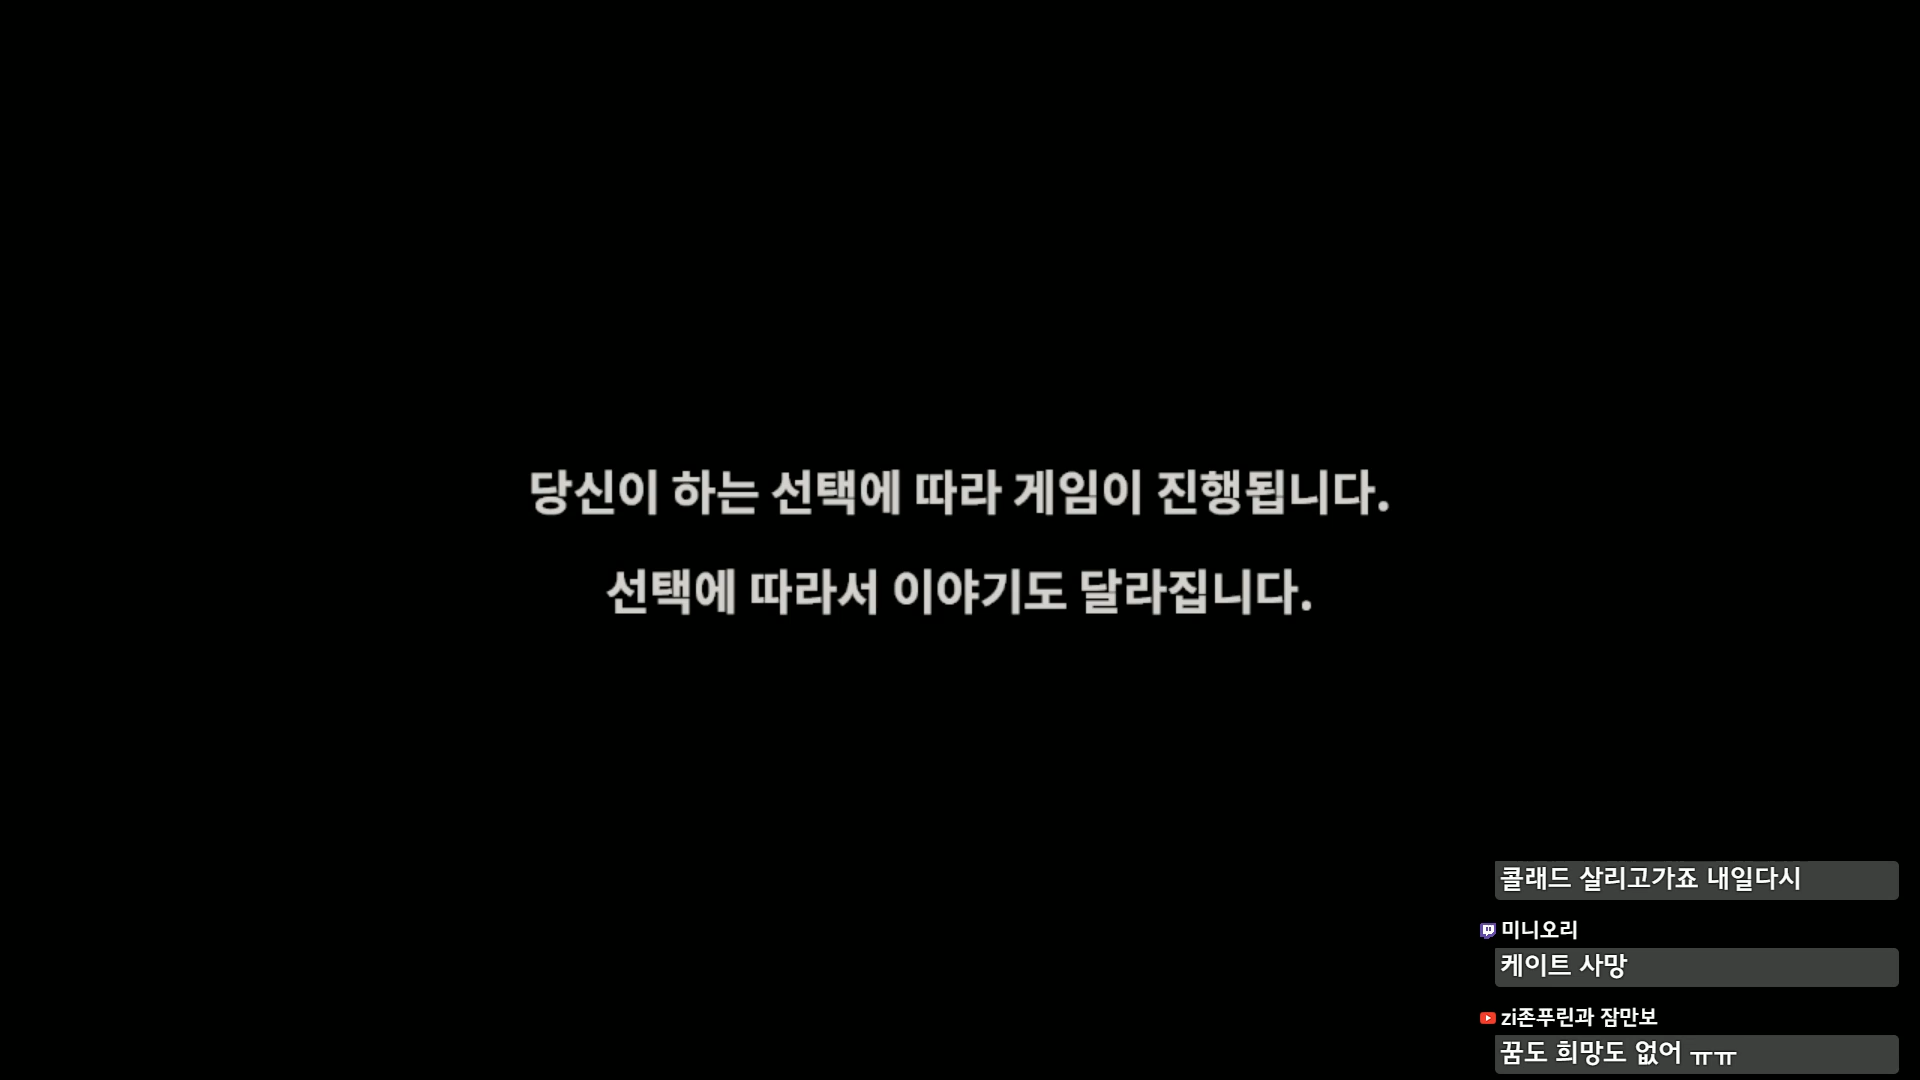 당신이 하는 선택에 따라 게임이 진행됩니다.
선택에 따라서 이야기도 달라집니다.
콜래드 살리고가죠 내일다시
미니오리
케이트 사망
zi존푸린과 잠만보
꿈도 희망도 없어 ㅠㅠ